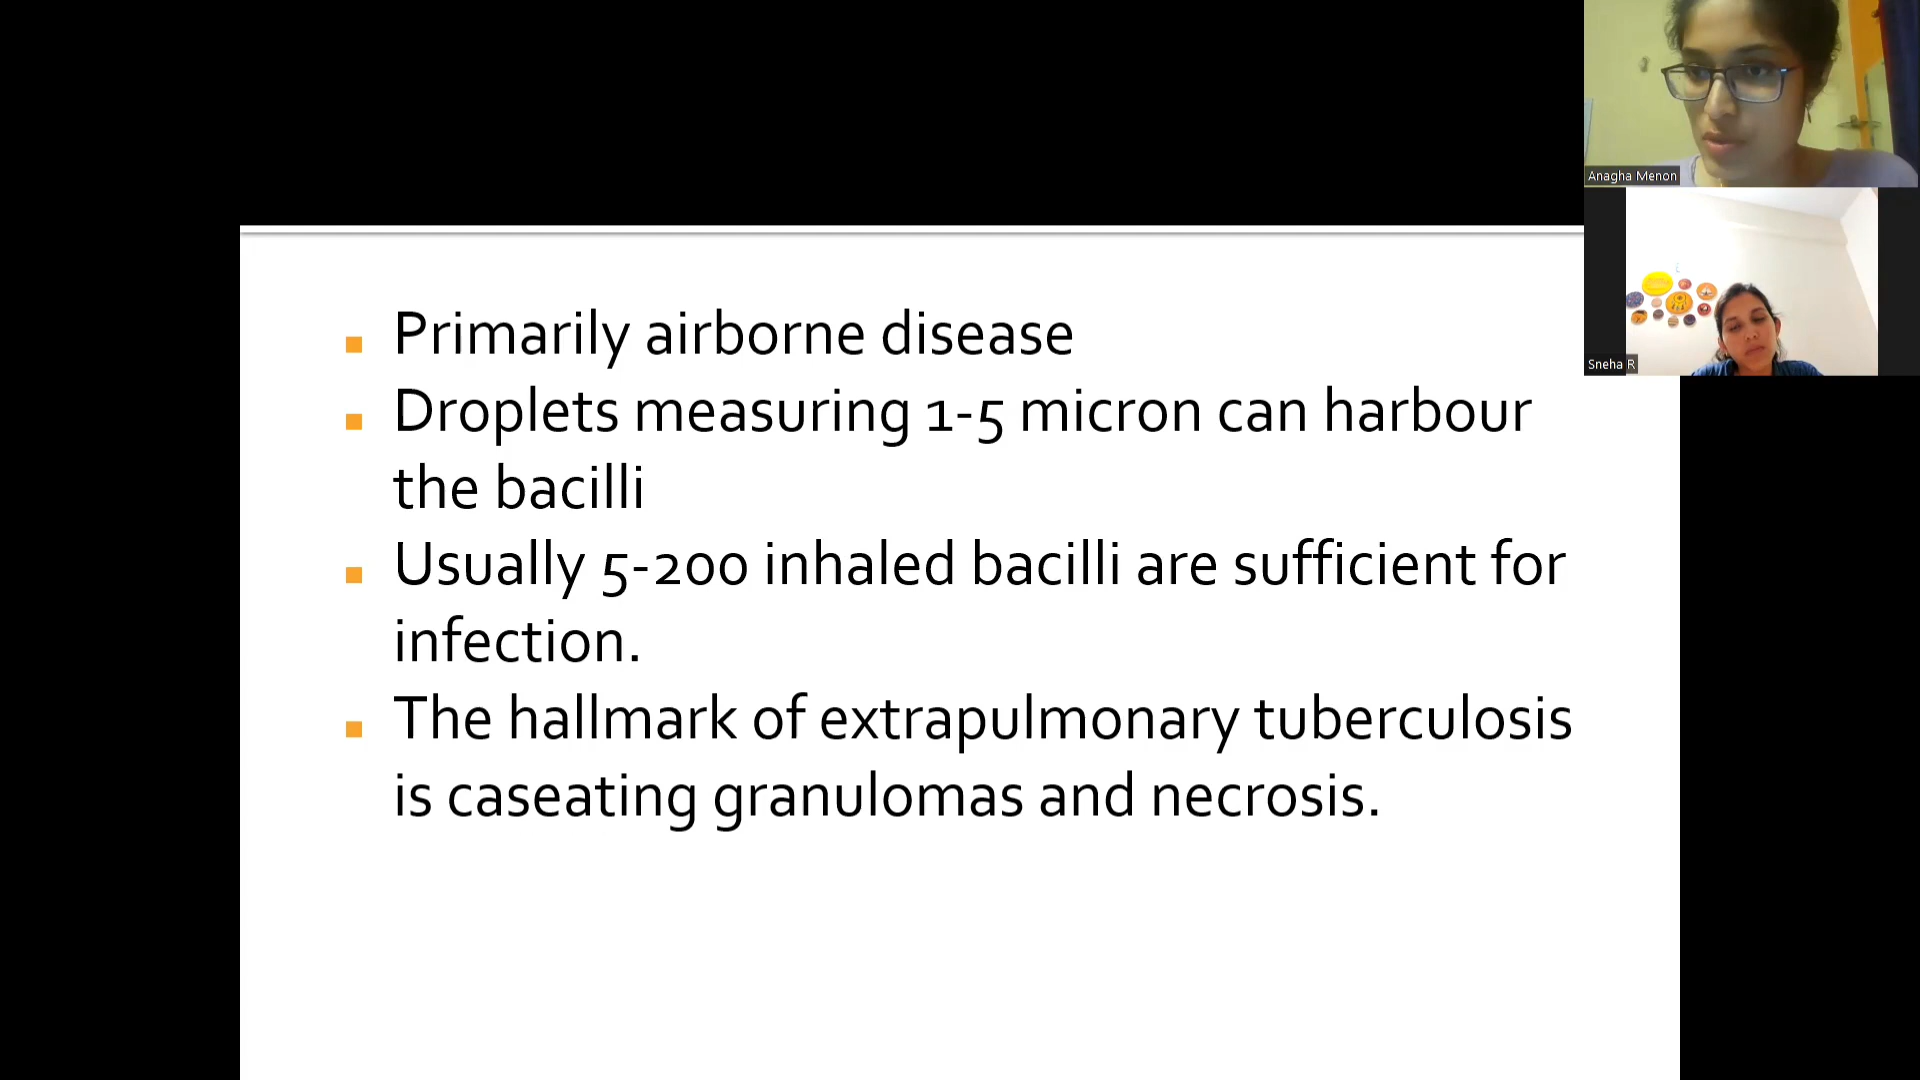 Primarily airborne disease
Droplets measuring 1-5 micron can harbour
the bacilli
Usually 5-200 inhaled bacilli are sufficient for
infection.
The hallmark of extrapulmonary tuberculosis
is caseating granulomas and necrosis.
Anagha Menon
Sneha R